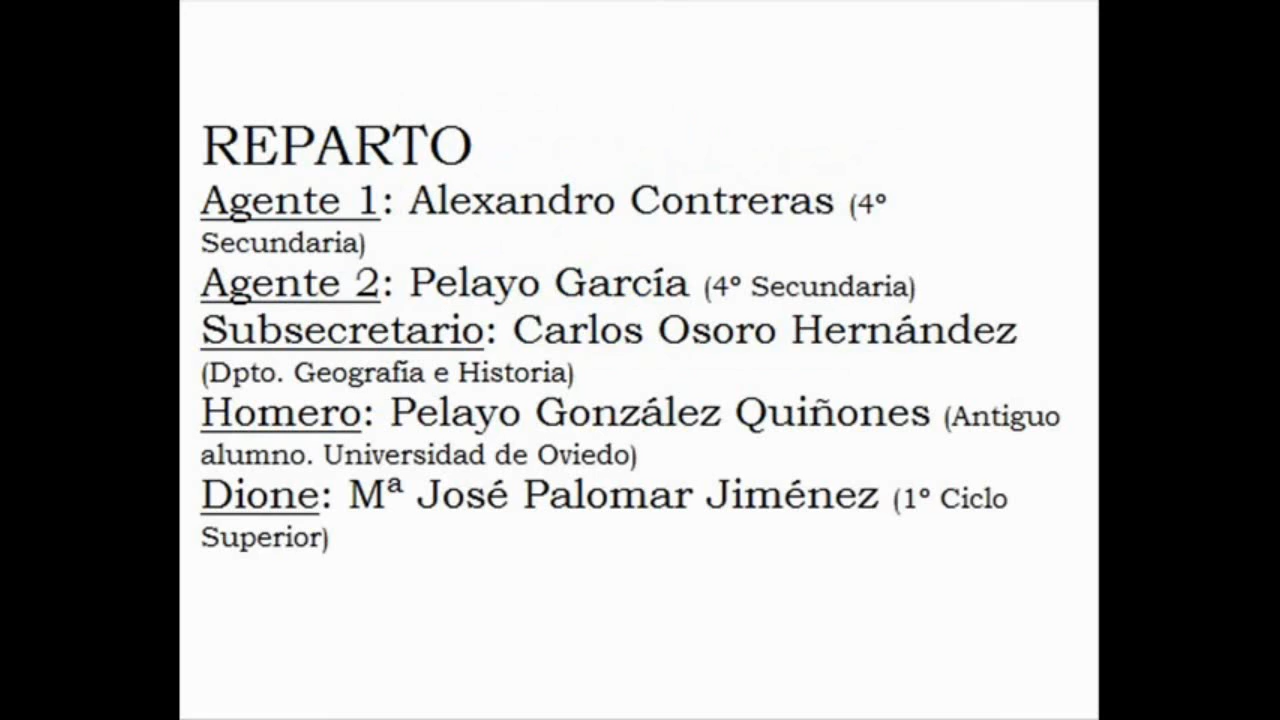 REPARTO
Agente 1: Alexandro Contreras (4º
Secundaria)
Agente 2: Pelayo García (4º Secundaria)
Subsecretario: Carlos Osoro Hernández
(Dpto. Geografía e Historia)
Homero: Pelayo González Quiñones (Antiguo
alumno. Universidad de Oviedo)
Dione: Mª José Palomar Jiménez (1º Ciclo
Superior)